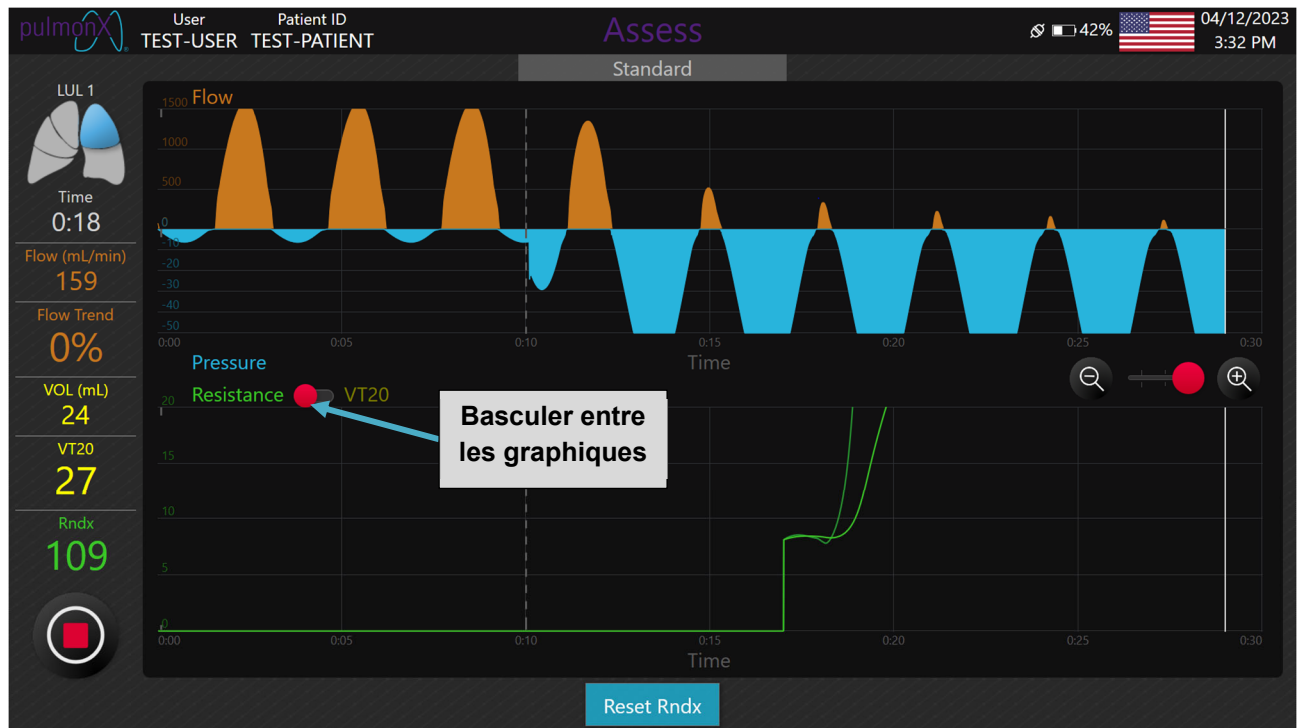 pulmonX
User
TEST-USER
Patient ID
TEST-PATIENT
Assess
42%
04/12/2023
3:32 PM
Standard
LUL 1
Time
0:18
Flow (mL/min)
159
Flow Trend
0%
VOL (mL)
24
VT20
27
Rndx
109
Flow
1500
1000
500
0
-10
-20
-30
-40
-50
0:00 0:05 0:10 0:15 0:20 0:25 0:30
Pressure
Time
Resistance VT20
Basculer entre
les graphiques
20
15
10
5
0
0:00 0:05 0:10 0:15 0:20 0:25 0:30
Time
Reset Rndx